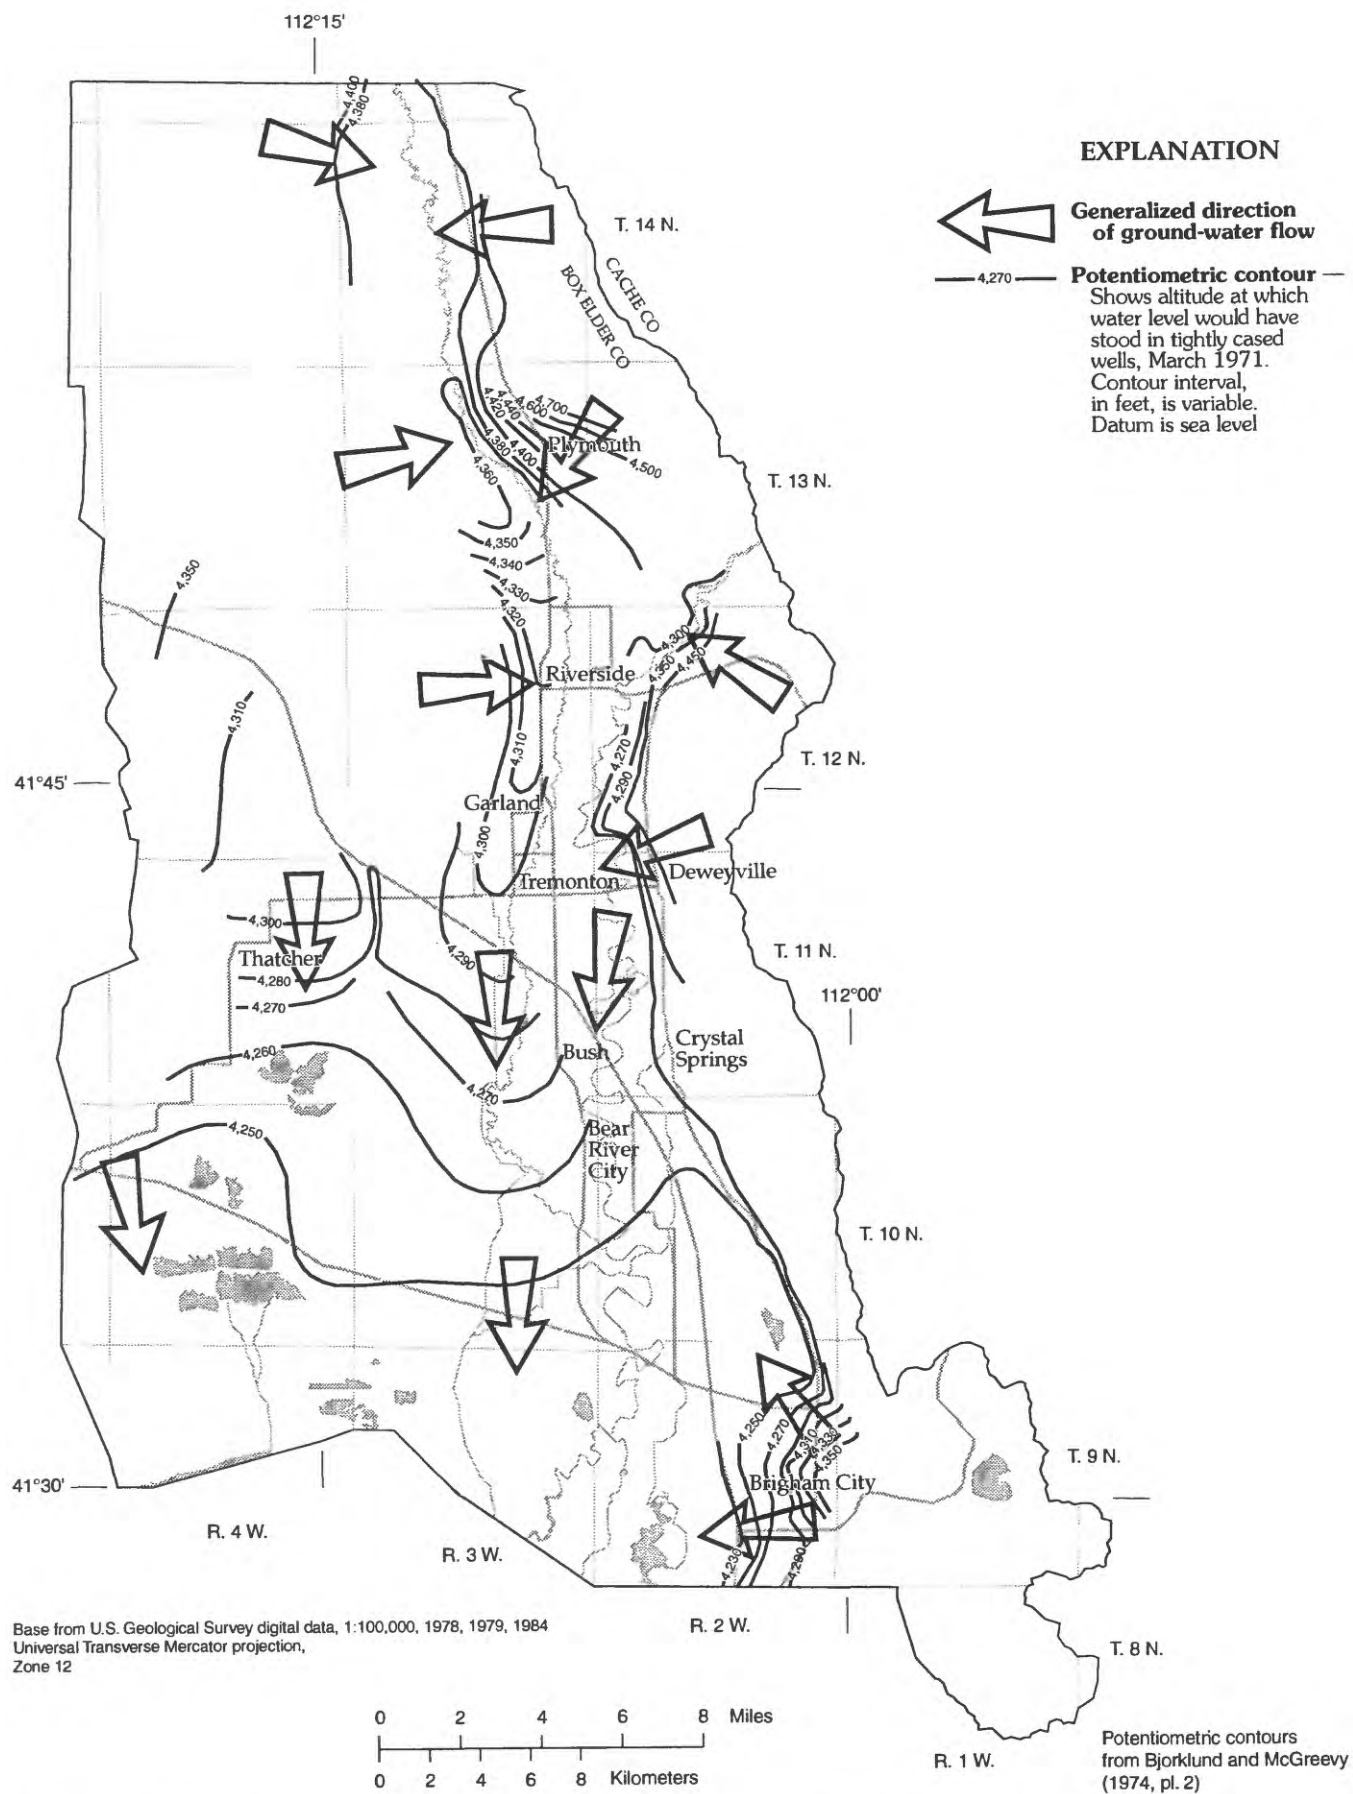 112°15'
4,400
4,380
EXPLANATION
Generalized direction
of ground-water flow
4,270
Potentiometric contour —
Shows altitude at which
water level would have
stood in tightly cased
wells, March 1971.
Contour interval,
in feet, is variable.
Datum is sea level
T. 14 N.
CACHE CO
BOX ELDER CO
4,700
4,600
4,440
4,420
4,400
4,380
4,500
4,360
Plymouth
T. 13 N.
4,350
4,340
4,330
4,320
4,350
4,300
4,350
4,450
Riverside
4,310
4,310
4,270
4,290
T. 12 N.
41°45'
Garland
4,300
Tremonton
Deweyville
4,300
Thatcher
4,280
4,270
4,290
T. 11 N.
112°00'
Crystal
Springs
Bush
4,260
4,270
4,250
Bear
River
City
T. 10 N.
4,250
4,270
4,310
4,330
4,350
Brigham City
T. 9 N.
41°30'
4,230
4,290
R. 4 W.
R. 3 W.
R. 2 W.
T. 8 N.
R. 1 W.
Base from U.S. Geological Survey digital data, 1:100,000, 1978, 1979, 1984
Universal Transverse Mercator projection,
Zone 12
0 2 4 6 8 Miles
0 2 4 6 8 Kilometers
Potentiometric contours
from Bjorklund and McGreevy
(1974, pl. 2)